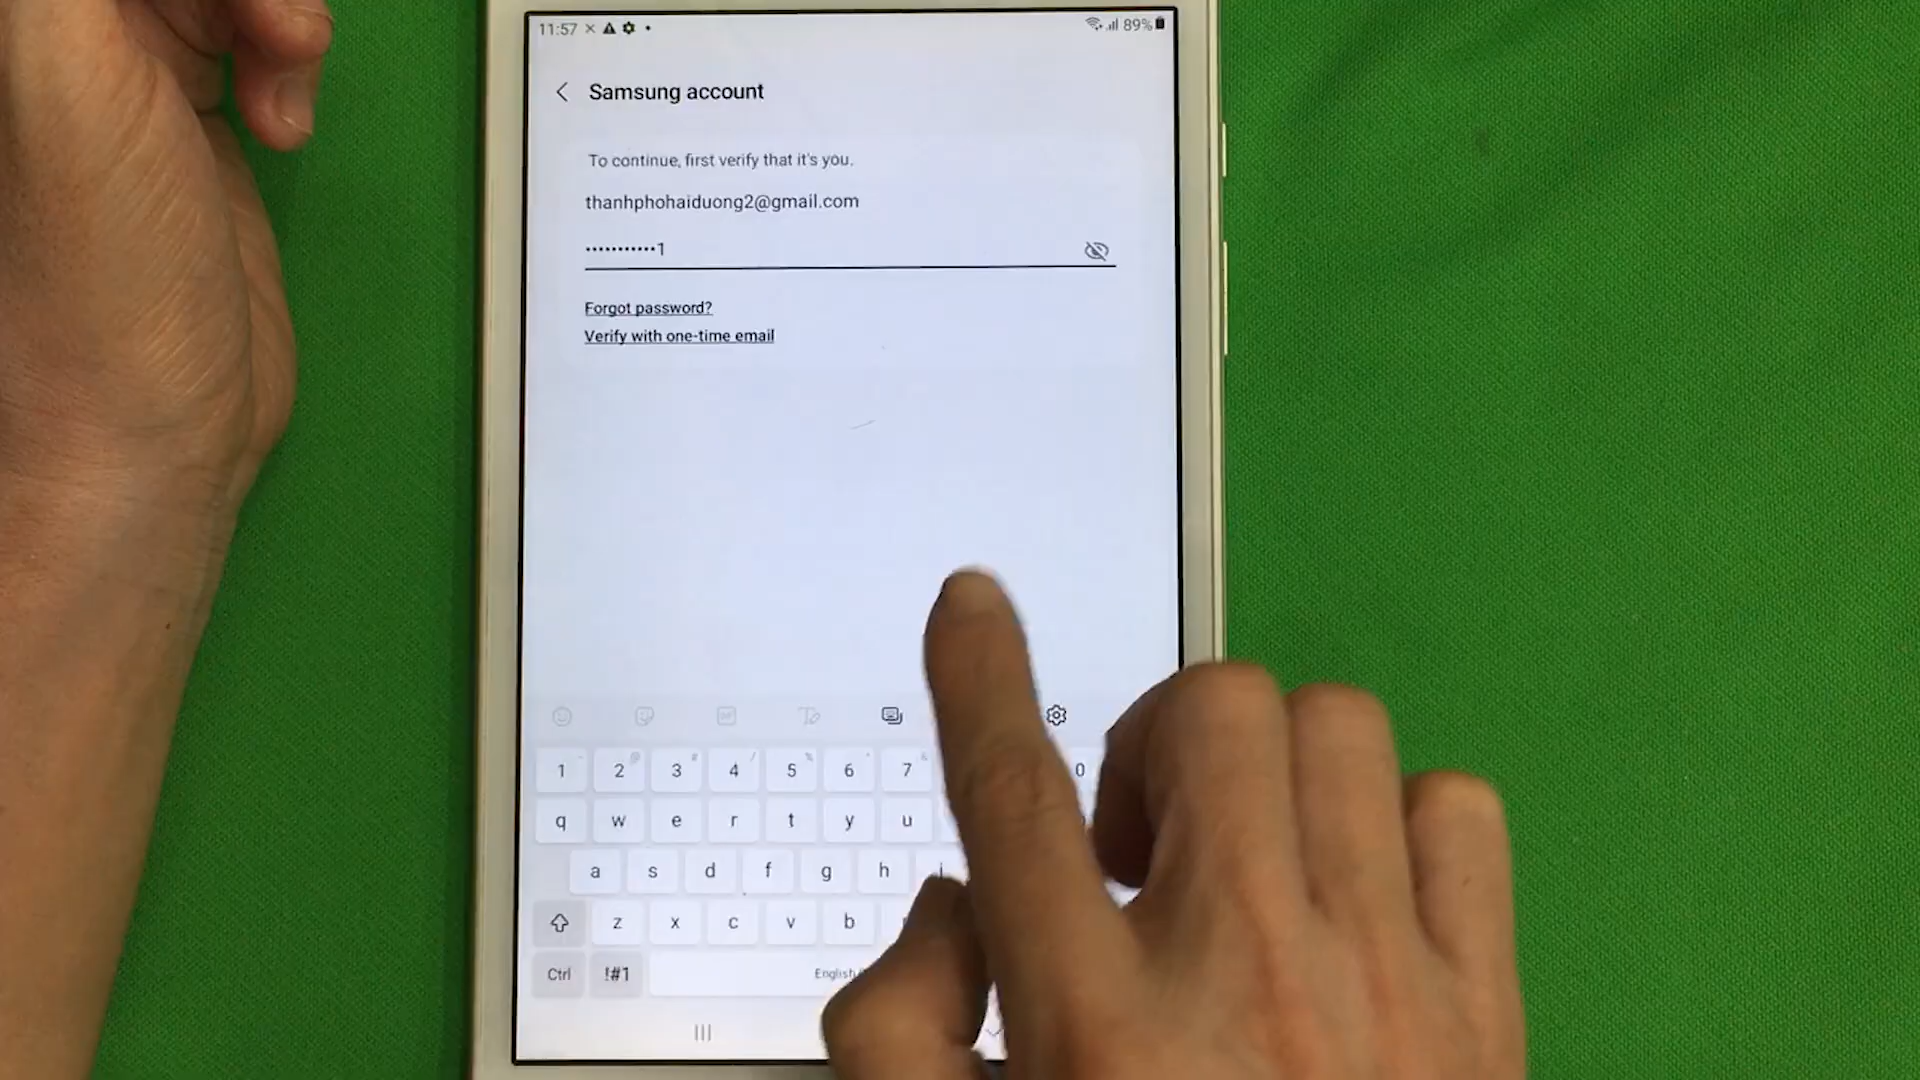 11:57
89%
Samsung account
To continue, first verify that it's you.
thanhphohaiduong2@gmail.com
•••••••••••1
Forgot password?
Verify with one-time email
1 2 3 4 5 6 7 0
q w e r t y u
a s d f g h j
z x c v b
Ctrl !#1 English